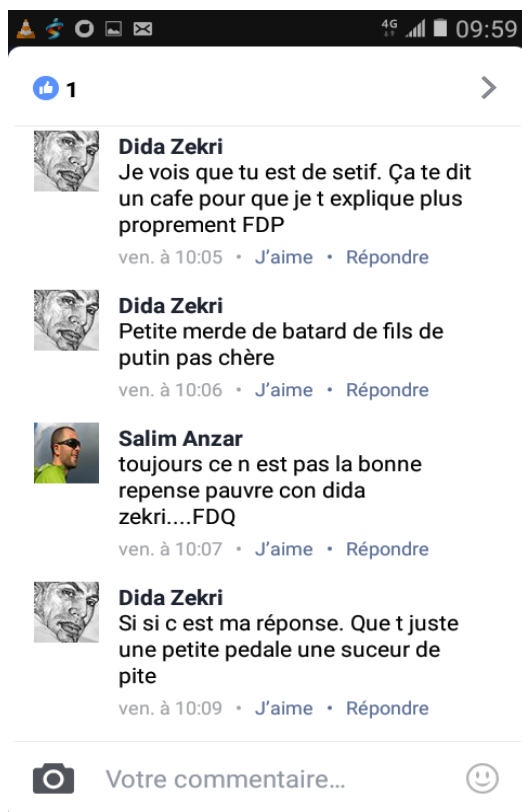 4G 09:59
1
Dida Zekri
Je vois que tu est de setif. Ça te dit
un cafe pour que je t explique plus
proprement FDP
ven. à 10:05 • J'aime • Répondre
Dida Zekri
Petite merde de batard de fils de
putin pas chère
ven. à 10:06 • J'aime • Répondre
Salim Anzar
toujours ce n est pas la bonne
repense pauvre con dida
zekri....FDQ
ven. à 10:07 • J'aime • Répondre
Dida Zekri
Si si c est ma réponse. Que t juste
une petite pedale une suceur de
pite
ven. à 10:09 • J'aime • Répondre
Votre commentaire...